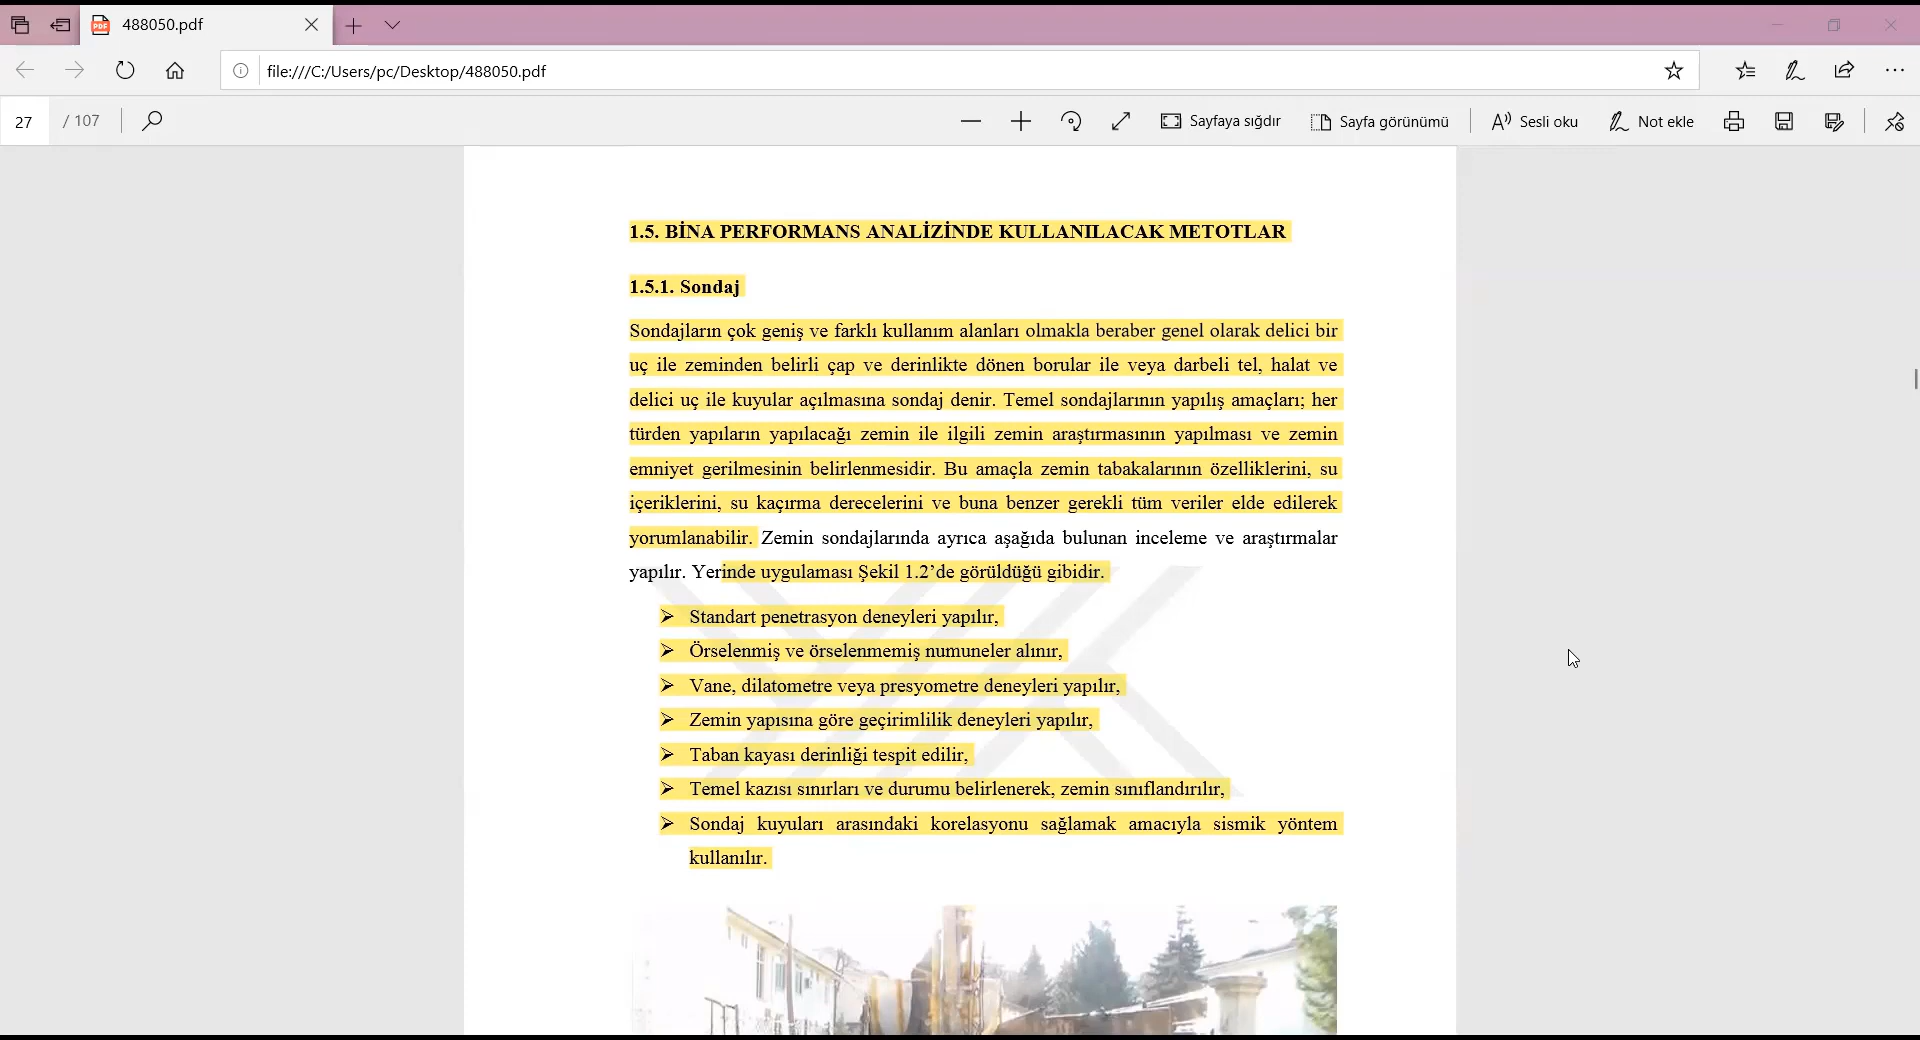 488050.pdf
file:///C:/Users/pc/Desktop/488050.pdf
27 / 107 Sayfaya sığdır Sayfa görünümü Sesli oku Not ekle
1.5. BİNA PERFORMANS ANALİZİNDE KULLANILACAK METOTLAR
1.5.1. Sondaj
Sondajların çok geniş ve farklı kullanım alanları olmakla beraber genel olarak delici bir
uç ile zeminden belirli çap ve derinlikte dönen borular ile veya darbeli tel, halat ve
delici uç ile kuyular açılmasına sondaj denir. Temel sondajlarının yapılış amaçları; her
türden yapıların yapılacağı zemin ile ilgili zemin araştırmasının yapılması ve zemin
emniyet gerilmesinin belirlenmesidir. Bu amaçla zemin tabakalarının özelliklerini, su
içeriklerini, su kaçırma derecelerini ve buna benzer gerekli tüm veriler elde edilerek
yorumlanabilir. Zemin sondajlarında ayrıca aşağıda bulunan inceleme ve araştırmalar
yapılır. Yerinde uygulaması Şekil 1.2’de görüldüğü gibidir.
➢ Standart penetrasyon deneyleri yapılır,
➢ Örselenmiş ve örselenmemiş numuneler alınır,
➢ Vane, dilatometre veya presyometre deneyleri yapılır,
➢ Zemin yapısına göre geçirimlilik deneyleri yapılır,
➢ Taban kayası derinliği tespit edilir,
➢ Temel kazısı sınırları ve durumu belirlenerek, zemin sınıflandırılır,
➢ Sondaj kuyuları arasındaki korelasyonu sağlamak amacıyla sismik yöntem
kullanılır.